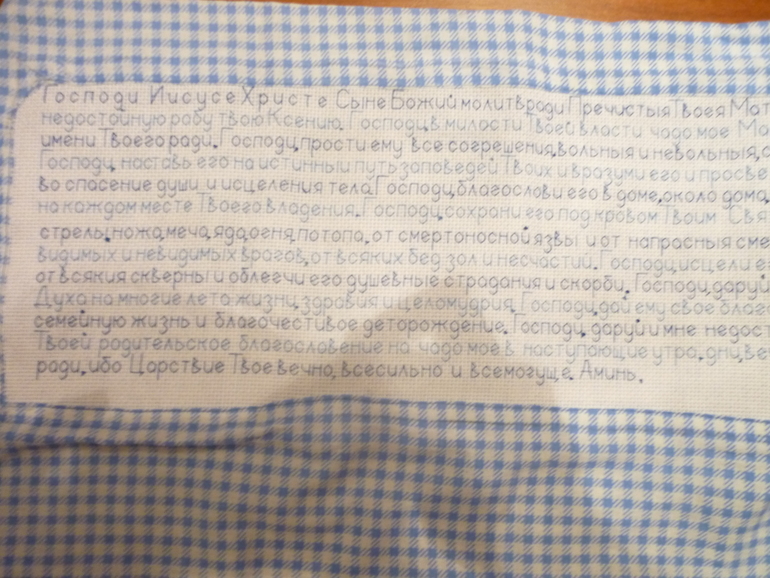 Господи Иисусе Христе Сыне Божий молитв ради Пречистыя Твоея Мат
недостойную рабу твою Ксению. Господи, в милости Твоей власти чадо мое
имени Твоего ради. Господи, прости ему все согрешения, вольныя и невольныя, с
Господи, наставь его на истинный путь заповедей Твоих и вразуми его и просве
во спасение души и исцеления тела. Господи, благослови его в доме, около дома,
на каждом месте Твоего владения. Господи, сохрани его под кровом Твоим Свя
стрелы, ножа, меча, яда, огня, потопа, от смертоносной язвы и от напрасныя сме
видимых и невидимых врагов, от всяких бед, зол и несчастий. Господи, исцели ег
от всякия скверны и облегчи его душевные страдания и скорби. Господи, даруй
Духа на многие лета жизни, здравия и целомудрия. Господи, дай ему свое благо
семейную жизнь и благочестивое деторождение. Господи, даруй и мне недост
Твоей родительское благословение на чадо мое в наступающие утра, дни, ве
ради, ибо Царствие Твое вечно, всесильно и всемогуще. Аминь.